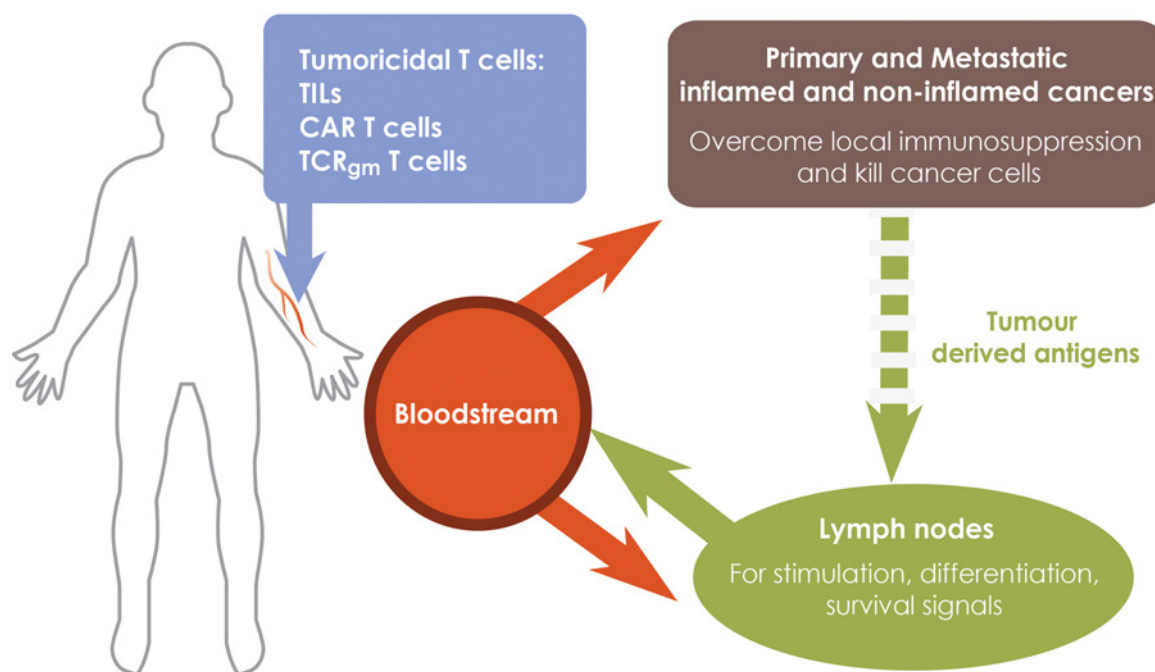 Tumoricidal T cells:
TILs
CAR T cells
TCRgm T cells
Primary and Metastatic
inflamed and non-inflamed cancers
Overcome local immunosuppression
and kill cancer cells
Bloodstream
Tumour
derived antigens
Lymph nodes
For stimulation, differentiation,
survival signals